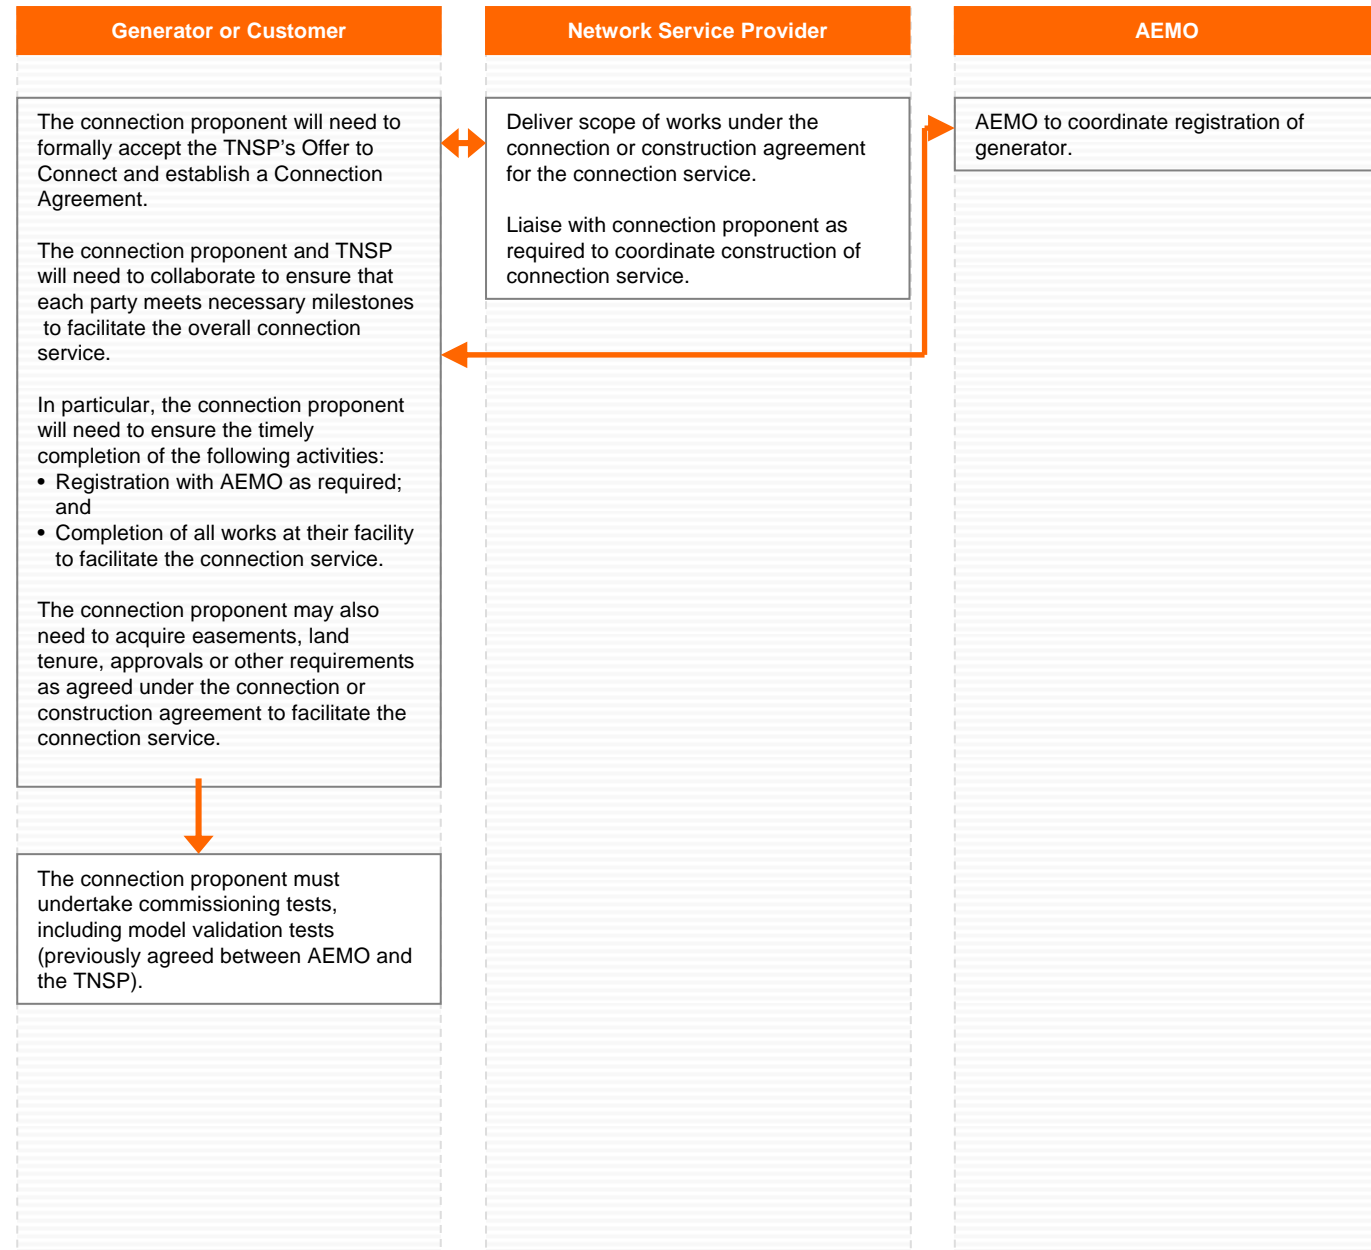 Generator or Customer
The connection proponent will need to
formally accept the TNSP's Offer to
Connect and establish a Connection
Agreement.
The connection proponent and TNSP
will need to collaborate to ensure that
each party meets necessary milestones
to facilitate the overall connection
service.
In particular, the connection proponent
will need to ensure the timely
completion of the following activities:
• Registration with AEMO as required;
and
• Completion of all works at their facility
to facilitate the connection service.
The connection proponent may also
need to acquire easements, land
tenure, approvals or other requirements
as agreed under the connection or
construction agreement to facilitate the
connection service.
The connection proponent must
undertake commissioning tests,
including model validation tests
(previously agreed between AEMO and
the TNSP).
Network Service Provider
Deliver scope of works under the
connection or construction agreement
for the connection service.
Liaise with connection proponent as
required to coordinate construction of
connection service.
AEMO
AEMO to coordinate registration of
generator.